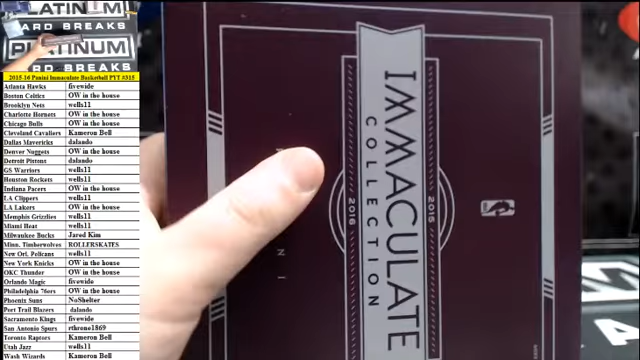 PLATINUM
CARD BREAKS
PLATINUM
CARD BREAKS
2015-16 Panini Immaculate Basketball PYT #315
Atlanta Hawks fivewide
Boston Celtics OW in the house
Brooklyn Nets wells11
Charlotte Hornets OW in the house
Chicago Bulls OW in the house
Cleveland Cavaliers Kameron Bell
Dallas Mavericks dalando
Denver Nuggets OW in the house
Detroit Pistons dalando
GS Warriors wells11
Houston Rockets wells11
Indiana Pacers OW in the house
LA Clippers wells11
LA Lakers OW in the house
Memphis Grizzlies wells11
Miami Heat wells11
Milwaukee Bucks Jared Kim
Minn. Timberwolves ROLLERSKATES
New Orl. Pelicans wells11
New York Knicks OW in the house
OKC Thunder OW in the house
Orlando Magic fivewide
Philadelphia 76ers OW in the house
Phoenix Suns NoShelter
Port Trail Blazers dalando
Sacramento Kings fivewide
San Antonio Spurs rthrone1869
Toronto Raptors Kameron Bell
Utah Jazz wells11
Wash Wizards Kameron Bell
IMMACULATE
COLLECTION
2015
2016